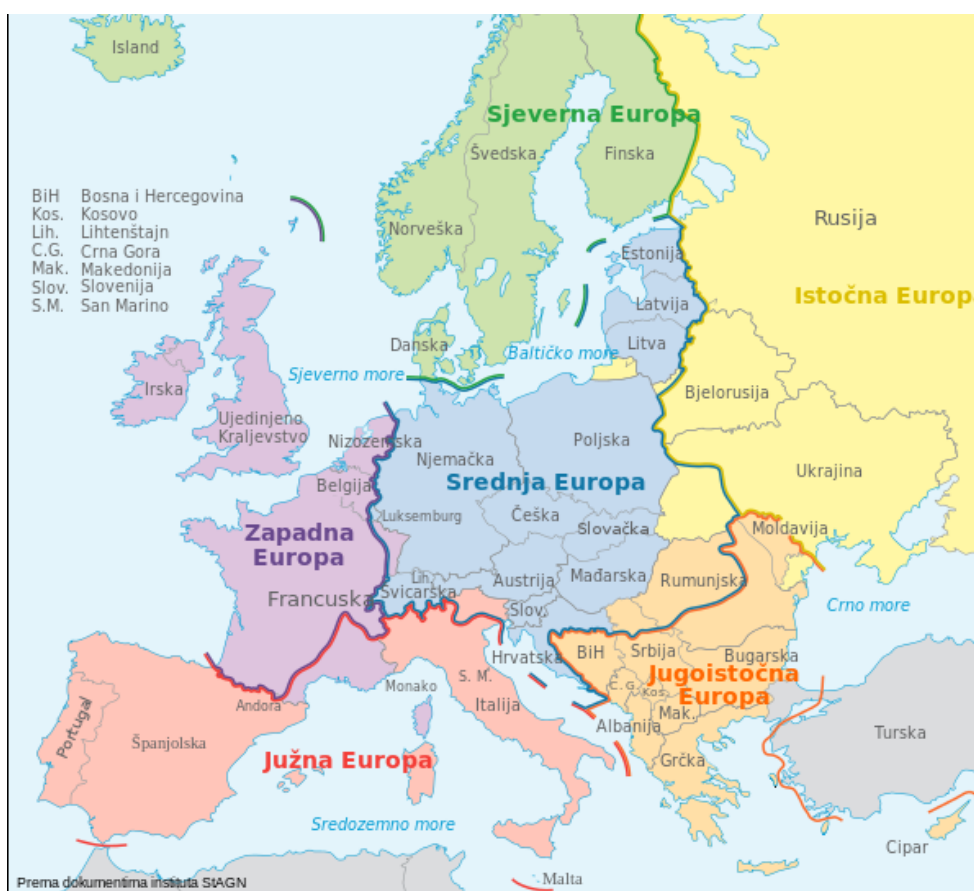 Island
Sjeverna Europa
Švedska
Finska
BiH Bosna i Hercegovina
Kos. Kosovo
Lih. Lihtenštajn
C.G. Crna Gora
Mak. Makedonija
Slov. Slovenija
S.M. San Marino
Norveška
Rusija
Estonija
Istočna Europa
Latvija
Danska
Baltičko more
Litva
Sjeverno more
Irska
Bjelorusija
Ujedinjeno
Kraljevstvo
Nizozemska
Njemačka
Poljska
Ukrajina
Belgija
Srednja Europa
Luksemburg
Češka
Slovačka
Moldavija
Zapadna
Europa
Lih.
Austrija
Mađarska
Rumunjska
Francuska
Švicarska
Slov.
Crno more
Hrvatska
BiH
Srbija
Bugarska
Monako
S. M.
C. G.
Kos.
Jugoistočna
Europa
Andora
Italija
Portugal
Španjolska
Albanija
Mak.
Turska
Južna Europa
Grčka
Sredozemno more
Cipar
Malta
Prema dokumentima instituta StAGN